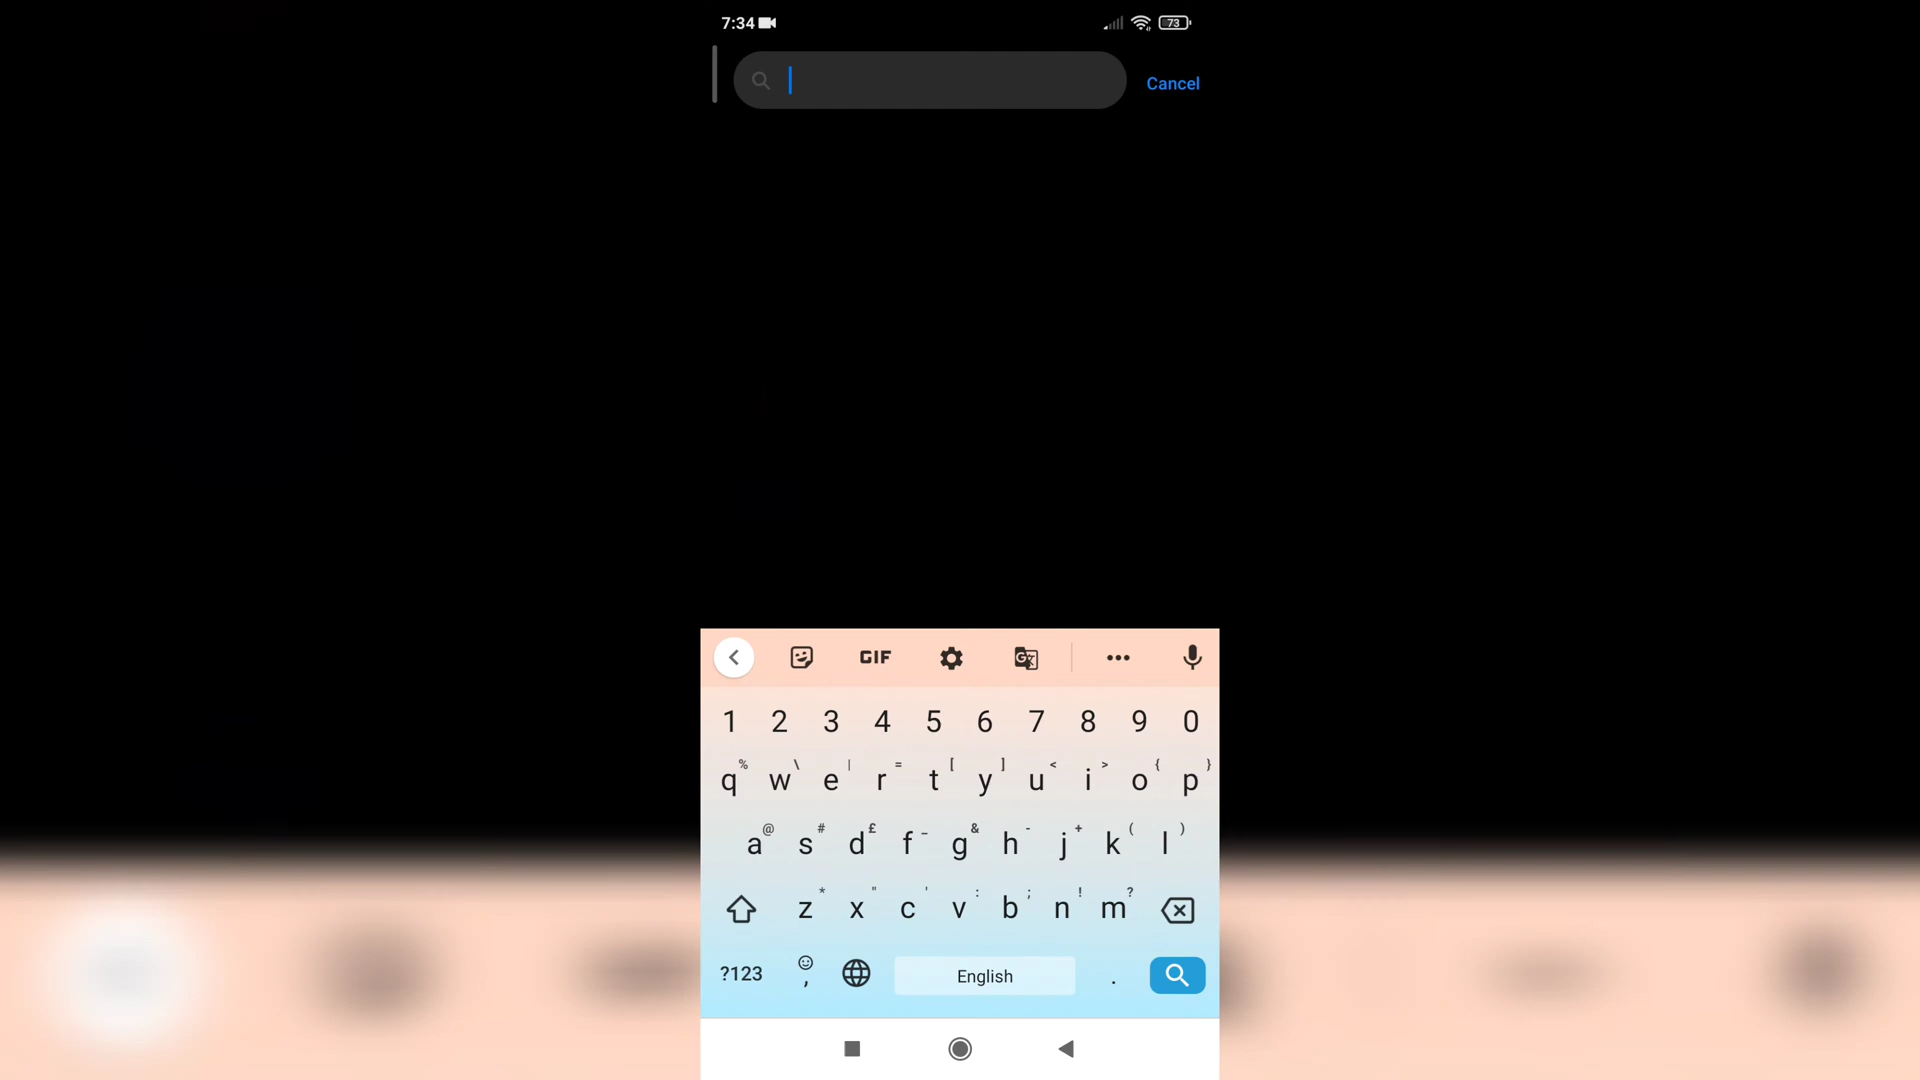 7:34 73
Cancel
GIF
1 2 3 4 5 6 7 8 9 0
% \ | = [ ] < > { }
q w e r t y u i o p
@ # £ _ & - + ( )
a s d f g h j k l
* " ' : ; ! ?
z x c v b n m
?123 , English .